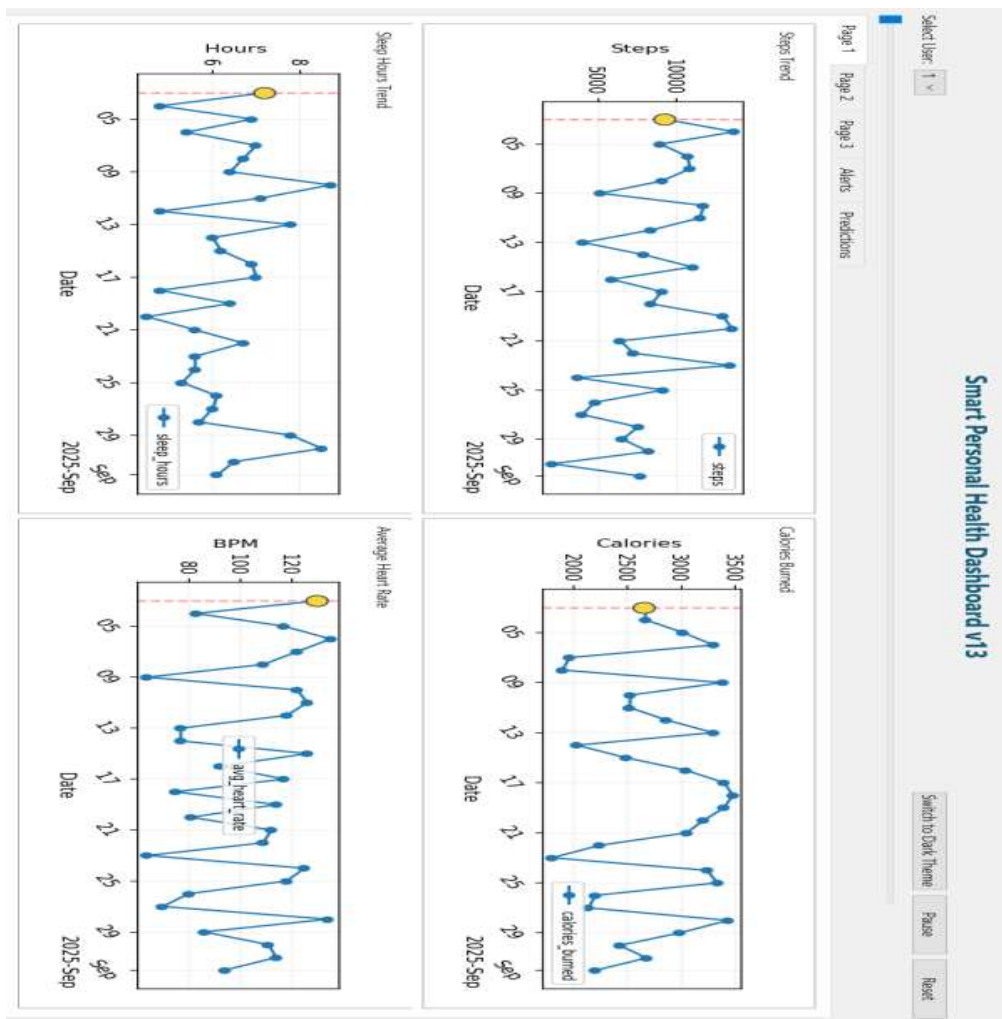 Smart Personal Health Dashboard v13
Select User: 1
Switch to Dark Theme
Pause
Reset
Page 1
Page 2
Page 3
Alerts
Predictions
Steps Trend
Steps
10000
5000
steps
05
09
13
17
21
25
29
Sep
Date
2025-Sep
Calories Burned
Calories
3500
3000
2500
2000
calories_burned
05
09
13
17
21
25
29
Sep
Date
2025-Sep
Sleep Hours Trend
Hours
8
6
sleep_hours
05
09
13
17
21
25
29
Sep
Date
2025-Sep
Average Heart Rate
BPM
120
100
80
avg_heart_rate
05
09
13
17
21
25
29
Sep
Date
2025-Sep